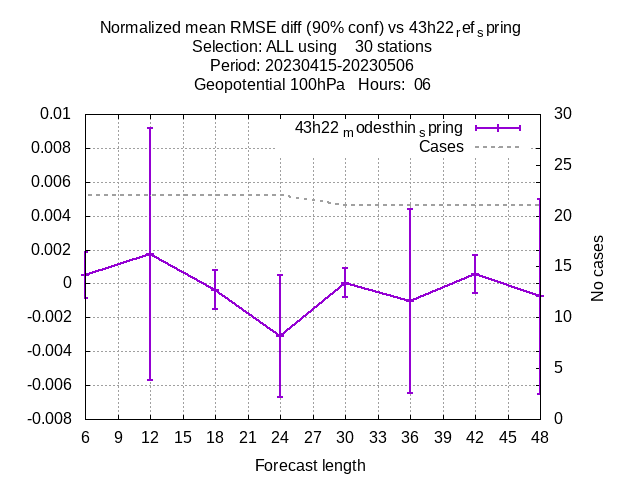 Normalized mean RMSE diff (90% conf) vs 43h22refspring
Selection: ALL using 30 stations
Period: 20230415-20230506
Geopotential 100hPa Hours: 06
43h22modesthinspring
Cases
0.01
0.008
0.006
0.004
0.002
0
-0.002
-0.004
-0.006
-0.008
30
25
20
15
10
5
0
No cases
6 9 12 15 18 21 24 27 30 33 36 39 42 45 48
Forecast length